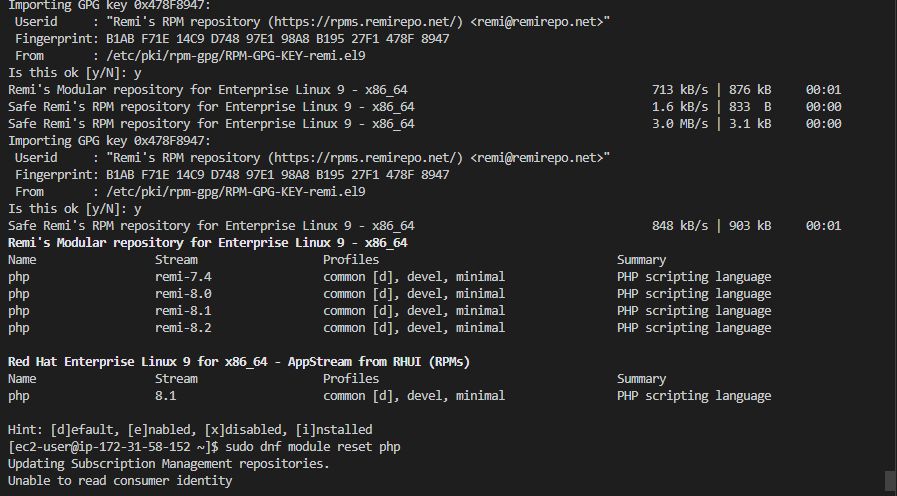 Importing GPG key 0x478F8947:
 Userid     : "Remi's RPM repository (https://rpms.remirepo.net/) <remi@remirepo.net>"
 Fingerprint: B1AB F71E 14C9 D748 97E1 98A8 B195 27F1 478F 8947
 From       : /etc/pki/rpm-gpg/RPM-GPG-KEY-remi.el9
Is this ok [y/N]: y
Remi's Modular repository for Enterprise Linux 9 - x86_64                                   713 kB/s | 876 kB     00:01
Safe Remi's RPM repository for Enterprise Linux 9 - x86_64                                  1.6 kB/s | 833  B     00:00
Safe Remi's RPM repository for Enterprise Linux 9 - x86_64                                  3.0 MB/s | 3.1 kB     00:00
Importing GPG key 0x478F8947:
 Userid     : "Remi's RPM repository (https://rpms.remirepo.net/) <remi@remirepo.net>"
 Fingerprint: B1AB F71E 14C9 D748 97E1 98A8 B195 27F1 478F 8947
 From       : /etc/pki/rpm-gpg/RPM-GPG-KEY-remi.el9
Is this ok [y/N]: y
Safe Remi's RPM repository for Enterprise Linux 9 - x86_64                                  848 kB/s | 903 kB     00:01
Remi's Modular repository for Enterprise Linux 9 - x86_64
Name                 Stream                  Profiles                                  Summary
php                  remi-7.4                common [d], devel, minimal                PHP scripting language
php                  remi-8.0                common [d], devel, minimal                PHP scripting language
php                  remi-8.1                common [d], devel, minimal                PHP scripting language
php                  remi-8.2                common [d], devel, minimal                PHP scripting language
Red Hat Enterprise Linux 9 for x86_64 - AppStream from RHUI (RPMs)
Name                 Stream                  Profiles                                  Summary
php                  8.1                     common [d], devel, minimal                PHP scripting language
Hint: [d]efault, [e]nabled, [x]disabled, [i]nstalled
[ec2-user@ip-172-31-58-152 ~]$ sudo dnf module reset php
Updating Subscription Management repositories.
Unable to read consumer identity